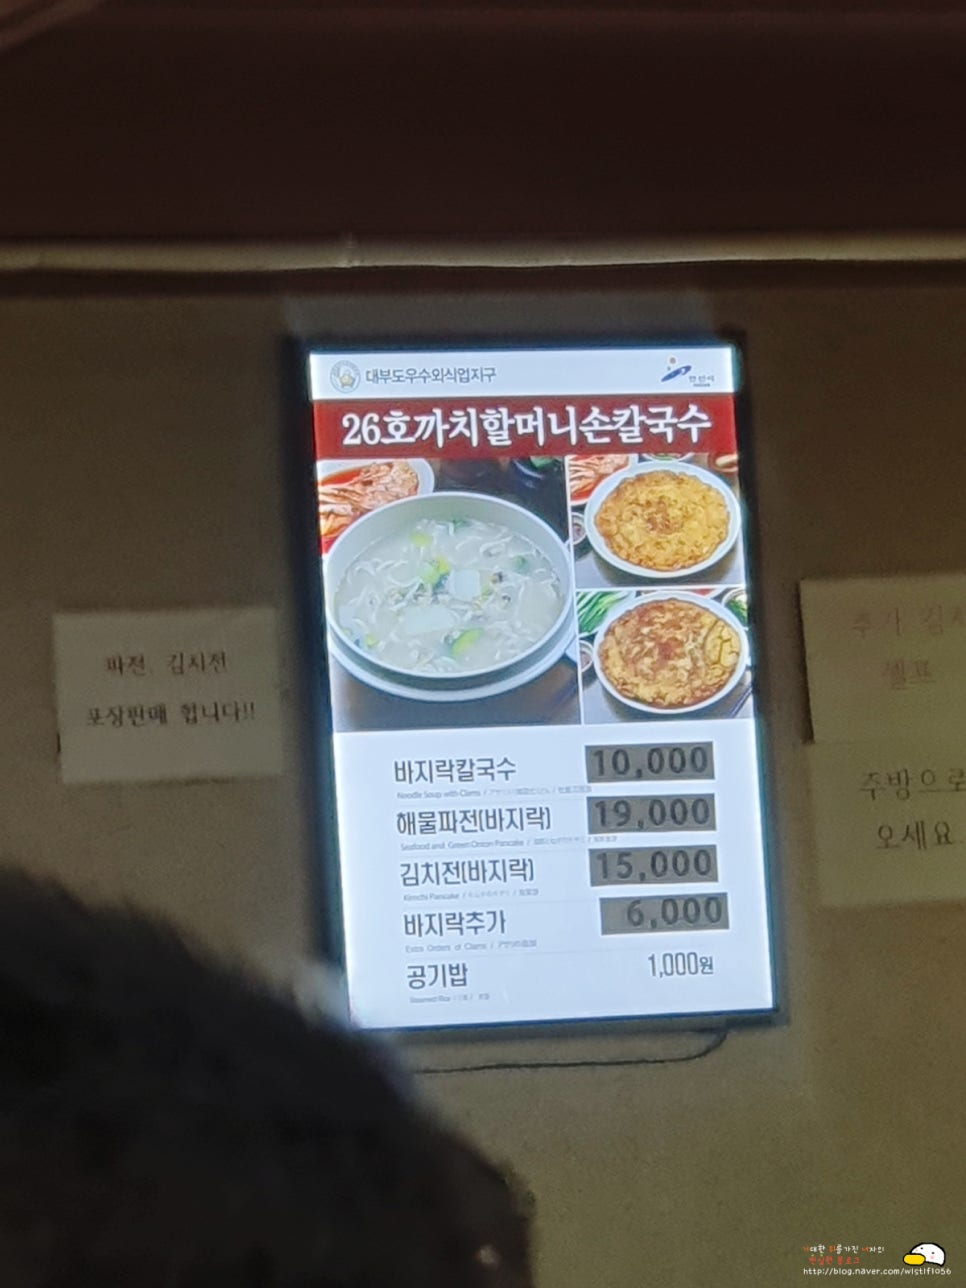 대부도우수외식업지구
안산시
26호까치할머니손칼국수
바지락칼국수 10,000
Noodle Soup with Clams
해물파전(바지락) 19,000
Seafood and Green Onion Pancake
김치전(바지락) 15,000
Kimchi Pancake
바지락추가 6,000
Extra Orders of Clams
공기밥 1,000원
Steamed Rice
파전, 김치전
포장판매 합니다!!
추가 김치
셀프
주방으로
오세요.
http://blog.naver.com/wlstlf1056